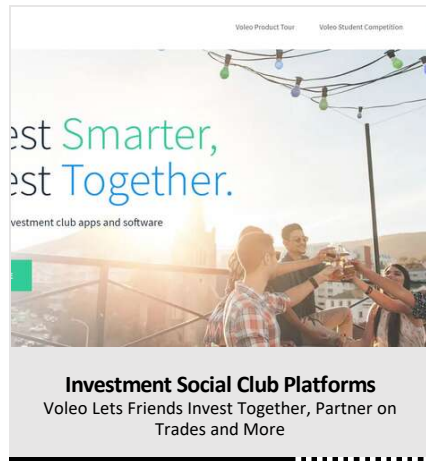 Voleo Product Tour Voleo Student Competition
est Smarter,
est Together.
vestment club apps and software
Investment Social Club Platforms
Voleo Lets Friends Invest Together, Partner on
Trades and More